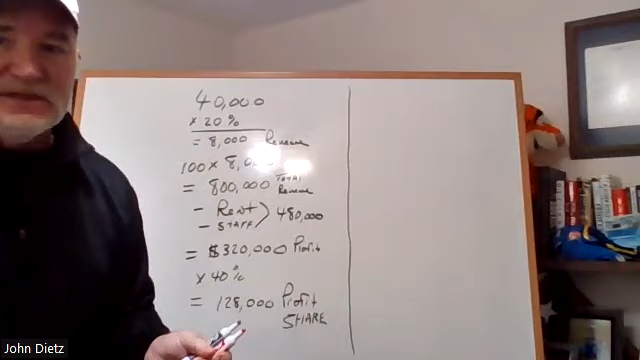 40,000
x 20%
= 8,000 Revenue
100 x 8,0
= 800,000 Total Revenue
- Rent
- STAFF > 480,000
= $320,000 Profit
x 40%
= 128,000 Profit
SHARE
John Dietz